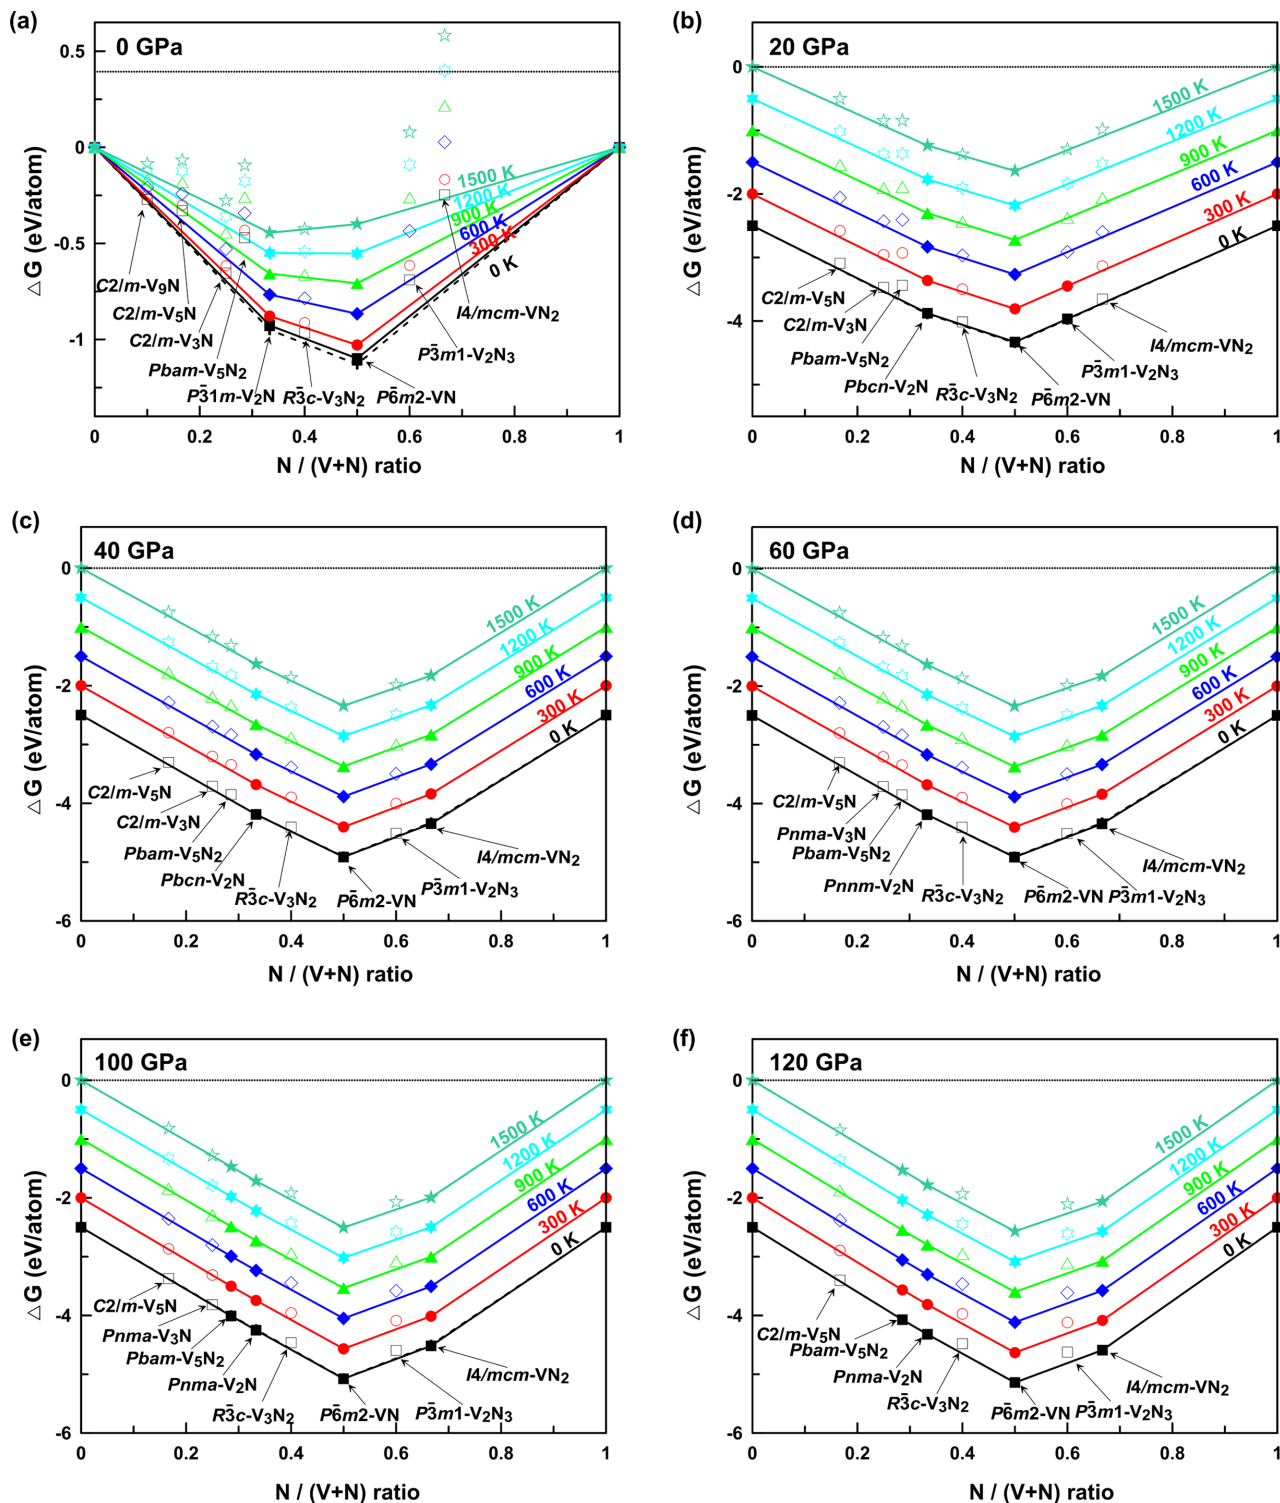 (a)
0 GPa
0.5
0
-0.5
-1
△G (eV/atom)
1500 K
1200 K
900 K
600 K
300 K
0 K
C2/m-V9N
C2/m-V5N
C2/m-V3N
Pbam-V5N2
P3̄1m-V2N
R3̄c-V3N2
P6̄m2-VN
P3̄m1-V2N3
I4/mcm-VN2
0 0.2 0.4 0.6 0.8 1
N / (V+N) ratio
(b)
20 GPa
0
-2
-4
△G (eV/atom)
1500 K
1200 K
900 K
600 K
300 K
0 K
C2/m-V5N
C2/m-V3N
Pbam-V5N2
Pbcn-V2N
R3̄c-V3N2
P6̄m2-VN
P3̄m1-V2N3
I4/mcm-VN2
0 0.2 0.4 0.6 0.8 1
N / (V+N) ratio
(c)
40 GPa
0
-2
-4
-6
△G (eV/atom)
1500 K
1200 K
900 K
600 K
300 K
0 K
C2/m-V5N
C2/m-V3N
Pbam-V5N2
Pbcn-V2N
R3̄c-V3N2
P6̄m2-VN
P3̄m1-V2N3
I4/mcm-VN2
0 0.2 0.4 0.6 0.8 1
N / (V+N) ratio
(d)
60 GPa
0
-2
-4
-6
△G (eV/atom)
1500 K
1200 K
900 K
600 K
300 K
0 K
C2/m-V5N
Pnma-V3N
Pbam-V5N2
Pnnm-V2N
R3̄c-V3N2
P6̄m2-VN
P3̄m1-V2N3
I4/mcm-VN2
0 0.2 0.4 0.6 0.8 1
N / (V+N) ratio
(e)
100 GPa
0
-2
-4
-6
△G (eV/atom)
1500 K
1200 K
900 K
600 K
300 K
0 K
C2/m-V5N
Pnma-V3N
Pbam-V5N2
Pnma-V2N
R3̄c-V3N2
P6̄m2-VN
P3̄m1-V2N3
I4/mcm-VN2
0 0.2 0.4 0.6 0.8 1
N / (V+N) ratio
(f)
120 GPa
0
-2
-4
-6
△G (eV/atom)
1500 K
1200 K
900 K
600 K
300 K
0 K
C2/m-V5N
Pbam-V5N2
Pnma-V2N
R3̄c-V3N2
P6̄m2-VN
P3̄m1-V2N3
I4/mcm-VN2
0 0.2 0.4 0.6 0.8 1
N / (V+N) ratio